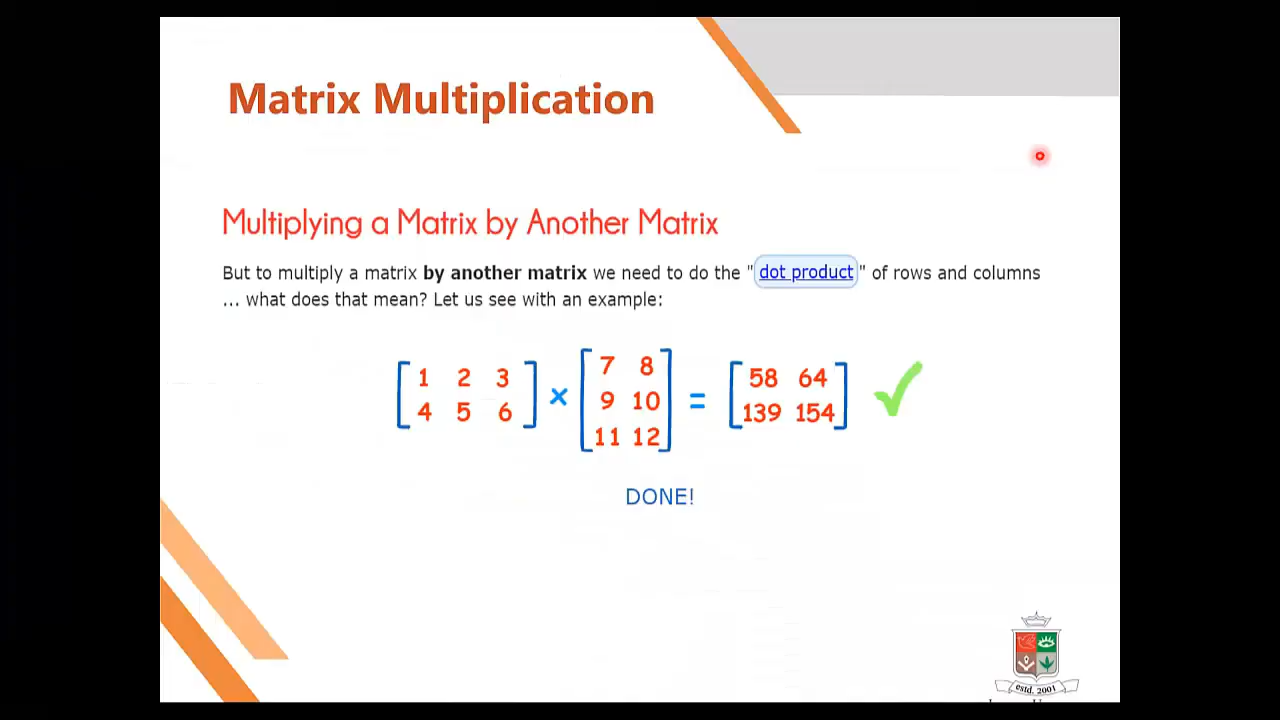 Matrix Multiplication
Multiplying a Matrix by Another Matrix
But to multiply a matrix by another matrix we need to do the "dot product" of rows and columns
... what does that mean? Let us see with an example:
[1 2 3
4 5 6] × [7 8
9 10
11 12] = [58 64
139 154]
DONE!
estd. 2001